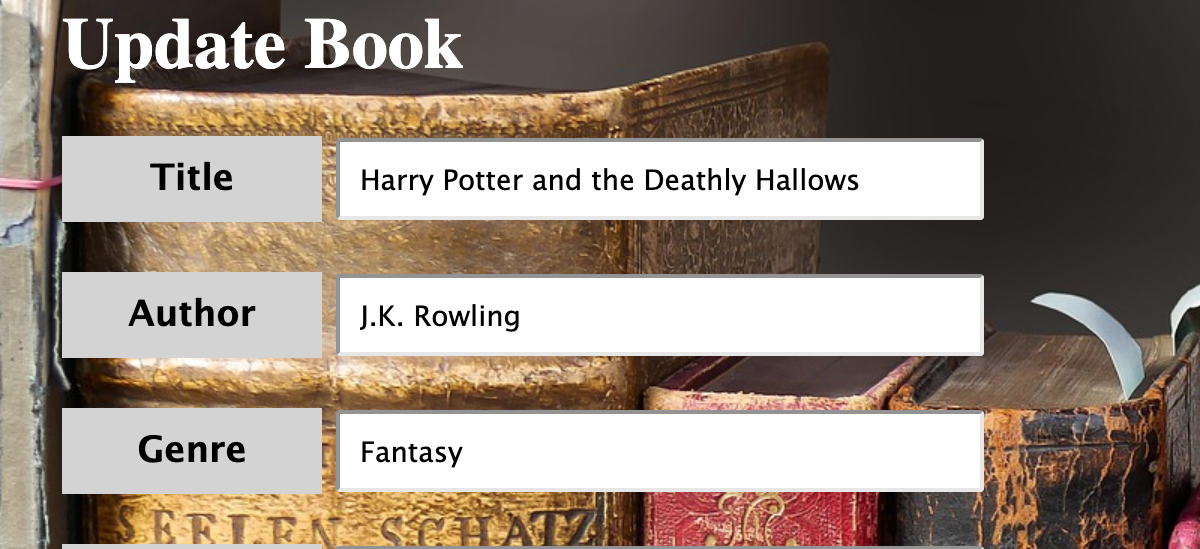 Update Book
Title
Harry Potter and the Deathly Hallows
Author
J.K. Rowling
Genre
Fantasy
SEELEN SCHATZ